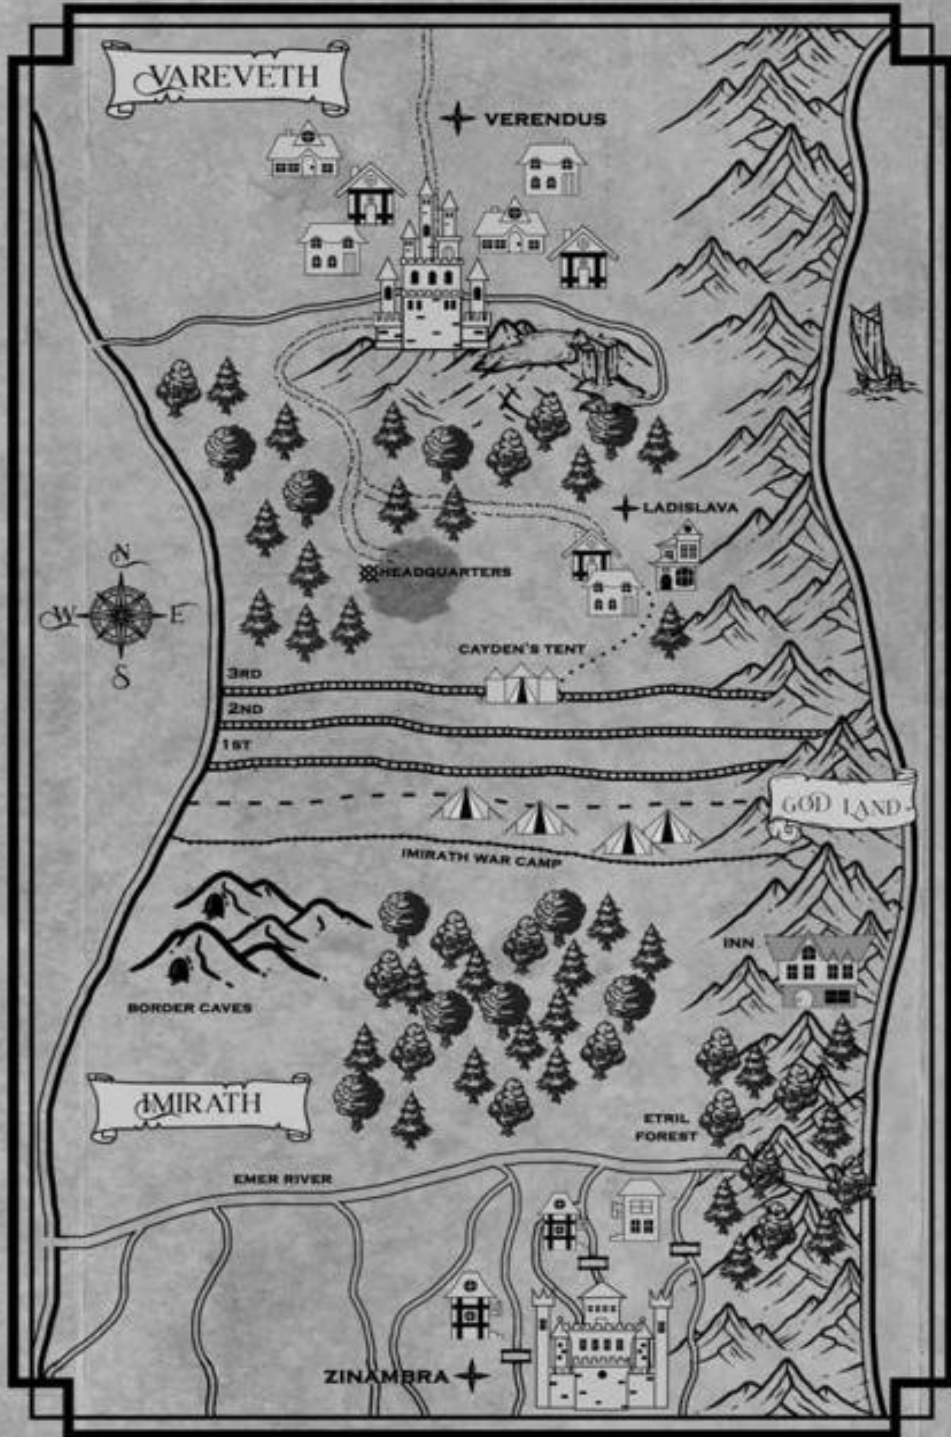 VAREVETH
VERENDUS
LADISLAVA
N
W E
S
HEADQUARTERS
CAYDEN'S TENT
3RD
2ND
1ST
GOD LAND
IMIRATH WAR CAMP
INN
BORDER CAVES
IMIRATH
ETRIL
FOREST
EMER RIVER
ZINAMBRA